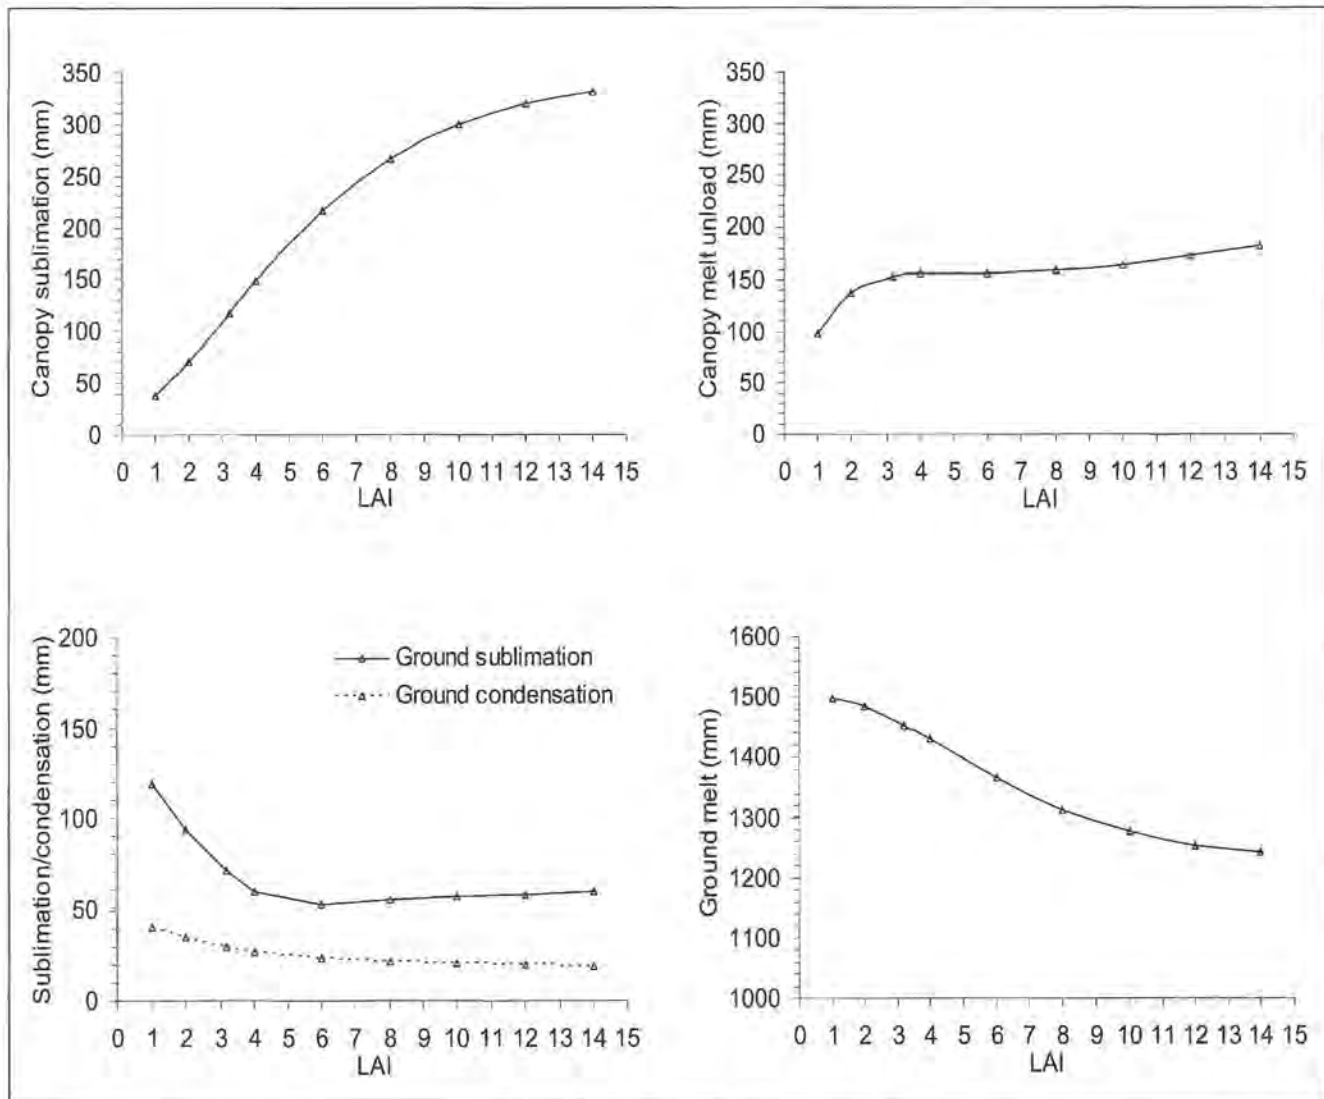 Canopy sublimation (mm)
350
300
250
200
150
100
50
0
0 1 2 3 4 5 6 7 8 9 10 11 12 13 14 15
LAI
Canopy melt unload (mm)
350
300
250
200
150
100
50
0
0 1 2 3 4 5 6 7 8 9 10 11 12 13 14 15
LAI
Sublimation/condensation (mm)
200
150
100
50
0
Ground sublimation
Ground condensation
0 1 2 3 4 5 6 7 8 9 10 11 12 13 14 15
LAI
Ground melt (mm)
1600
1500
1400
1300
1200
1100
1000
0 1 2 3 4 5 6 7 8 9 10 11 12 13 14 15
LAI